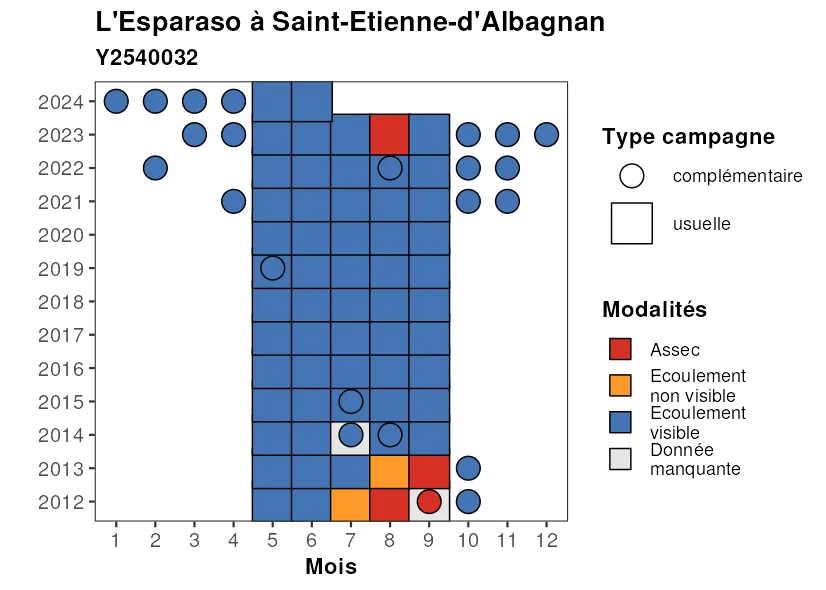 L'Esparaso à Saint-Etienne-d'Albagnan
Y2540032
2024
2023
2022
2021
2020
2019
2018
2017
2016
2015
2014
2013
2012
1 2 3 4 5 6 7 8 9 10 11 12
Mois
Type campagne
complémentaire
usuelle
Modalités
Assec
Ecoulement
non visible
Ecoulement
visible
Donnée
manquante